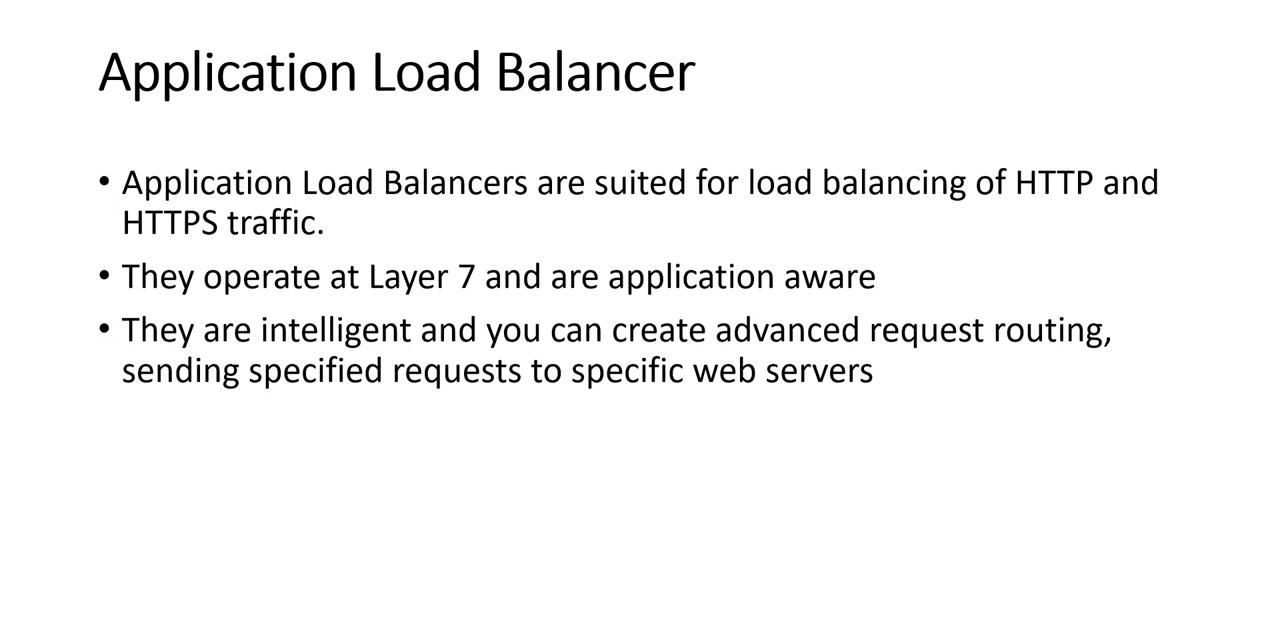 Application Load Balancer
• Application Load Balancers are suited for load balancing of HTTP and
HTTPS traffic.
• They operate at Layer 7 and are application aware
• They are intelligent and you can create advanced request routing,
sending specified requests to specific web servers